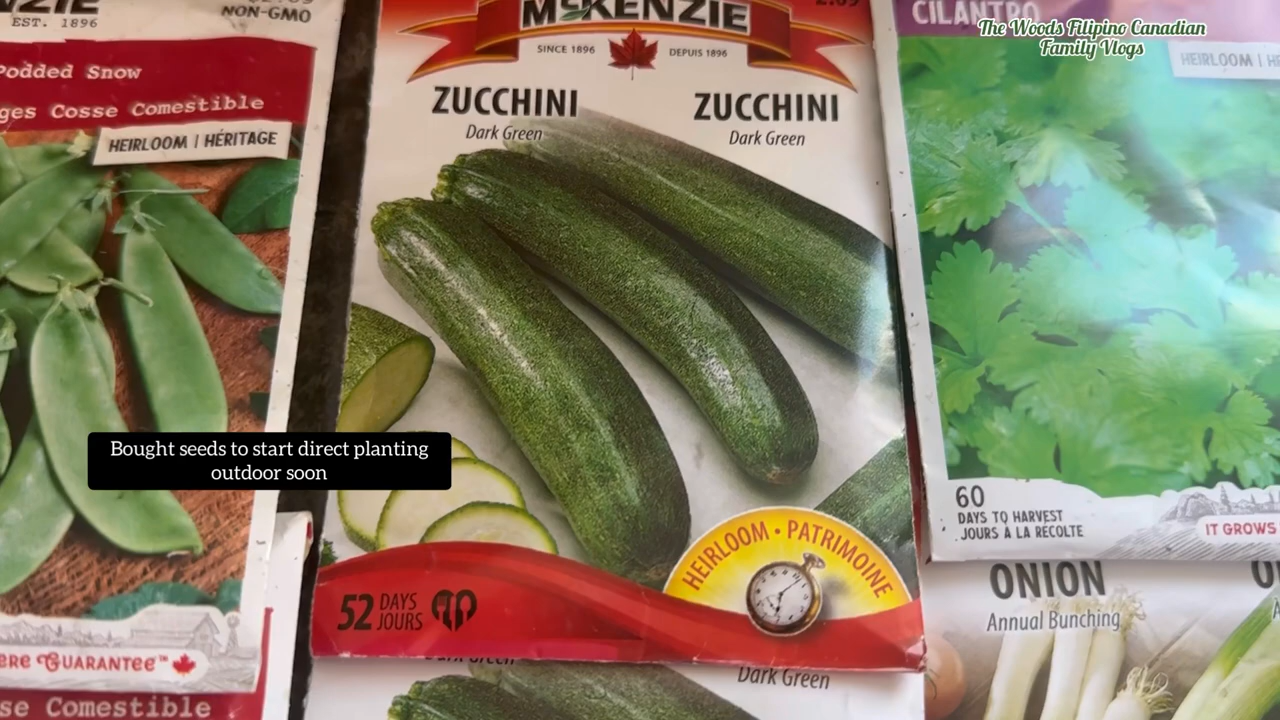 EST. 1896
NON-GMO
Podded Snow
ges Cosse Comestible
HEIRLOOM | HÉRITAGE
Bought seeds to start direct planting
outdoor soon
ERE GUARANTEE™
se Comestible
McKENZIE
SINCE 1896
DEPUIS 1896
ZUCCHINI
Dark Green
ZUCCHINI
Dark Green
HEIRLOOM • PATRIMOINE
52 DAYS
JOURS
Dark Green
CILANTRO
The Woods Filipino Canadian
Family Vlogs
HEIRLOOM | HÉ
60
DAYS TO HARVEST
JOURS À LA RÉCOLTE
IT GROWS
ONION
Annual Bunching